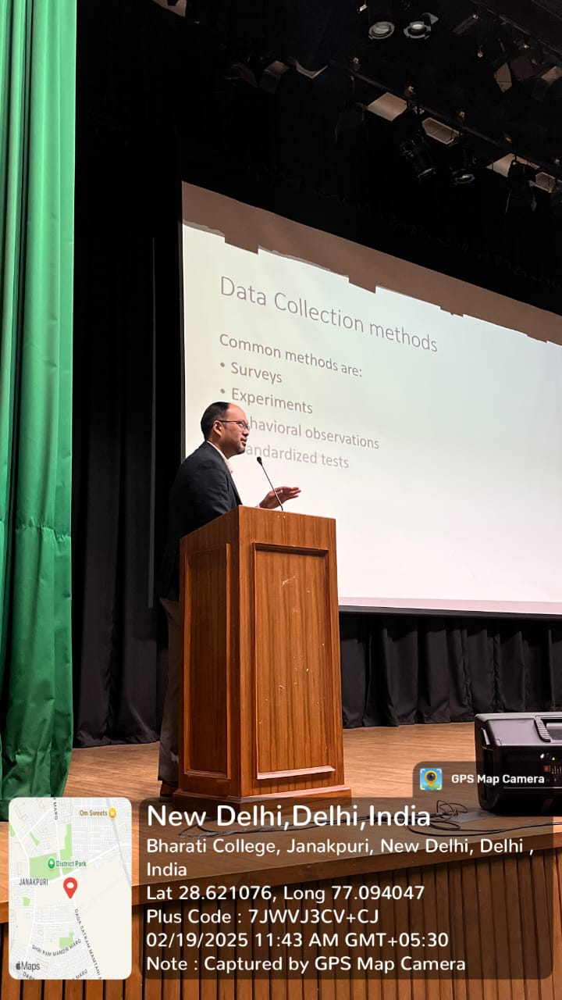 Data Collection methods
Common methods are:
• Surveys
• Experiments
havioral observations
andardized tests
GPS Map Camera
New Delhi,Delhi,India
Bharati College, Janakpuri, New Delhi, Delhi ,
India
Lat 28.621076, Long 77.094047
Plus Code : 7JWVJ3CV+CJ
02/19/2025 11:43 AM GMT+05:30
Note : Captured by GPS Map Camera
Om Sweets
District Park
JANAKPURI
SHRI RAM MANDIR MARG
DADA SATRAM MAMTANI
Maps